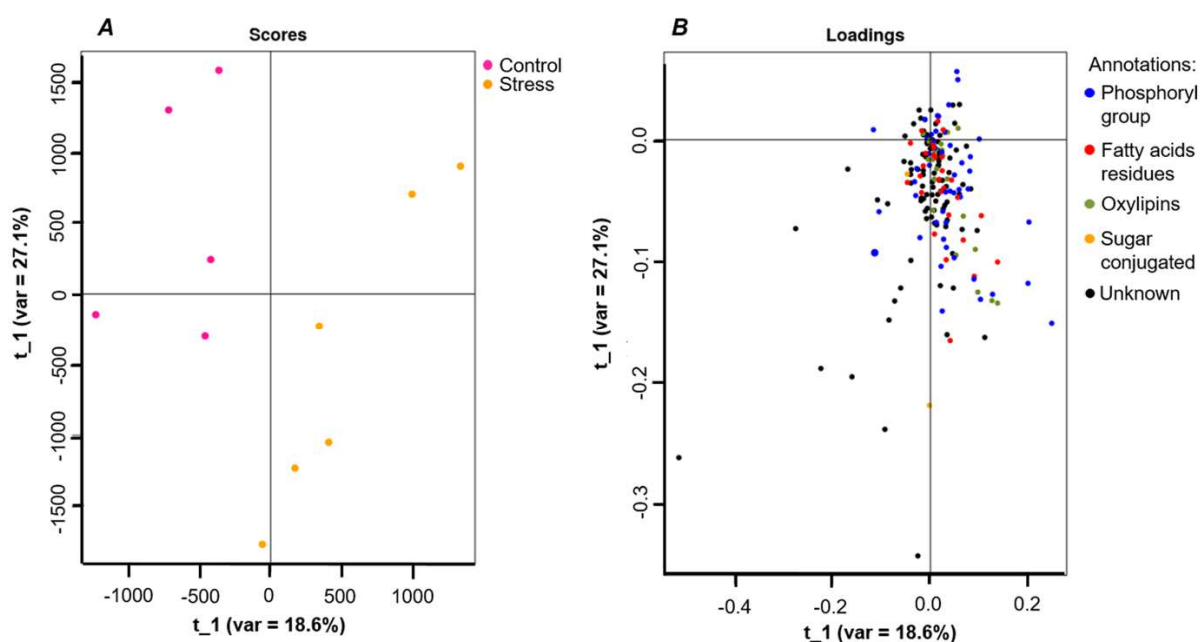 A
Scores
1500
1000
500
0
-500
-1000
-1500
t_1 (var = 27.1%)
-1000
-500
0
500
1000
t_1 (var = 18.6%)
Control
Stress
B
Loadings
0.0
-0.1
-0.2
-0.3
t_1 (var = 27.1%)
-0.4
-0.2
0.0
0.2
t_1 (var = 18.6%)
Annotations:
Phosphoryl
group
Fatty acids
residues
Oxylipins
Sugar
conjugated
Unknown